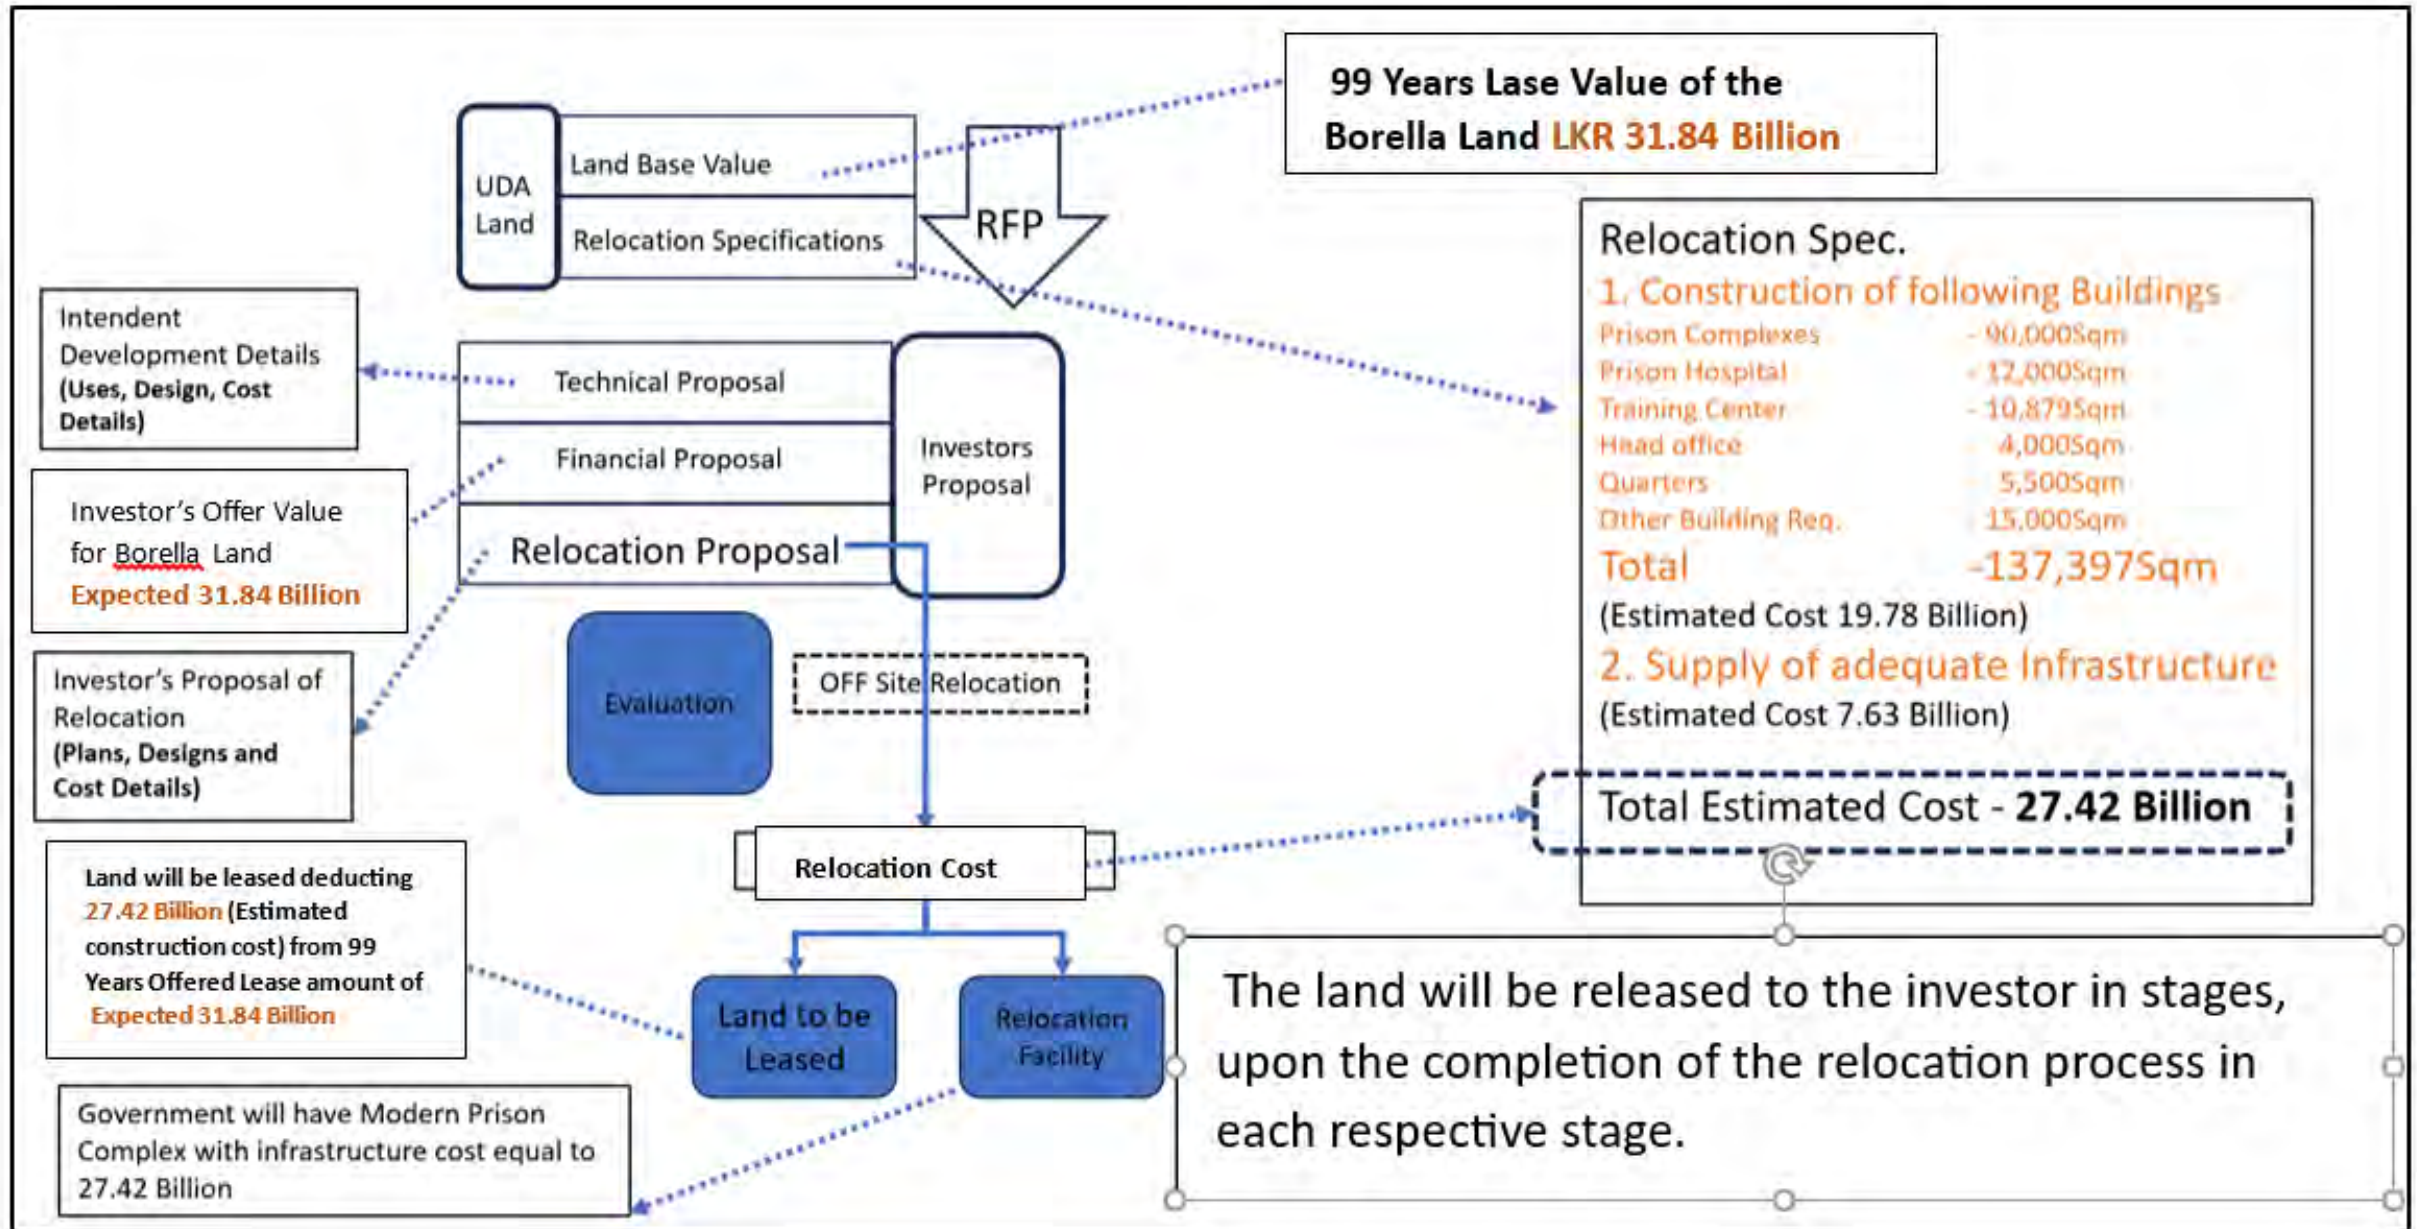 99 Years Lase Value of the
Borella Land LKR 31.84 Billion
UDA
Land
Land Base Value
Relocation Specifications
RFP
Relocation Spec.
1. Construction of following Buildings
Prison Complexes - 90,000Sqm
Prison Hospital - 12,000Sqm
Training Center - 10,879Sqm
Head office 4,000Sqm
Quarters 5,500Sqm
Other Building Req. 15,000Sqm
Total -137,397Sqm
(Estimated Cost 19.78 Billion)
2. Supply of adequate Infrastructure
(Estimated Cost 7.63 Billion)
Total Estimated Cost - 27.42 Billion
Intendent
Development Details
(Uses, Design, Cost
Details)
Technical Proposal
Financial Proposal
Relocation Proposal
Investors
Proposal
Investor's Offer Value
for Borella Land
Expected 31.84 Billion
Investor's Proposal of
Relocation
(Plans, Designs and
Cost Details)
Evaluation
OFF Site Relocation
Relocation Cost
Land will be leased deducting
27.42 Billion (Estimated
construction cost) from 99
Years Offered Lease amount of
Expected 31.84 Billion
Land to be
Leased
Relocation
Facility
The land will be released to the investor in stages,
upon the completion of the relocation process in
each respective stage.
Government will have Modern Prison
Complex with infrastructure cost equal to
27.42 Billion